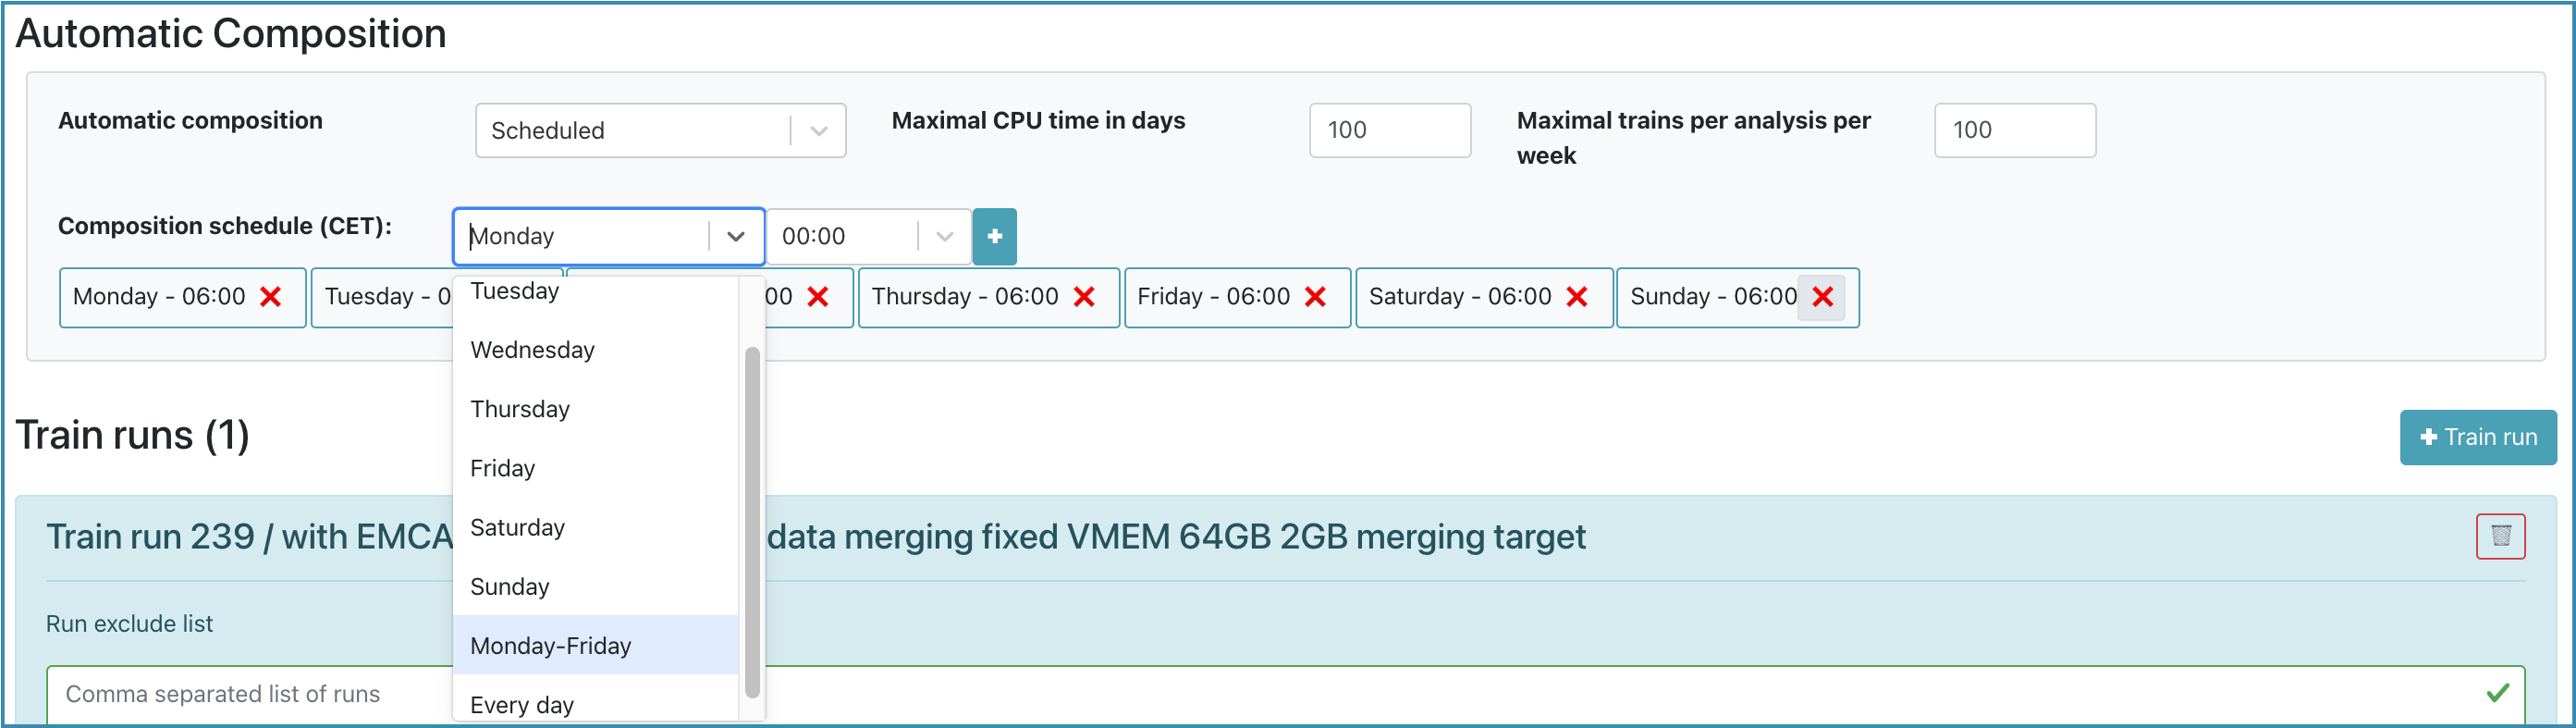 Automatic Composition
Automatic composition
Scheduled
Maximal CPU time in days
100
Maximal trains per analysis per
week
100
Composition schedule (CET):
Monday
00:00
+
Monday - 06:00
Tuesday - 0
00
Thursday - 06:00
Friday - 06:00
Saturday - 06:00
Sunday - 06:00
Tuesday
Wednesday
Thursday
Friday
Saturday
Sunday
Monday-Friday
Every day
Train runs (1)
+ Train run
Train run 239 / with EMCA data merging fixed VMEM 64GB 2GB merging target
Run exclude list
Comma separated list of runs